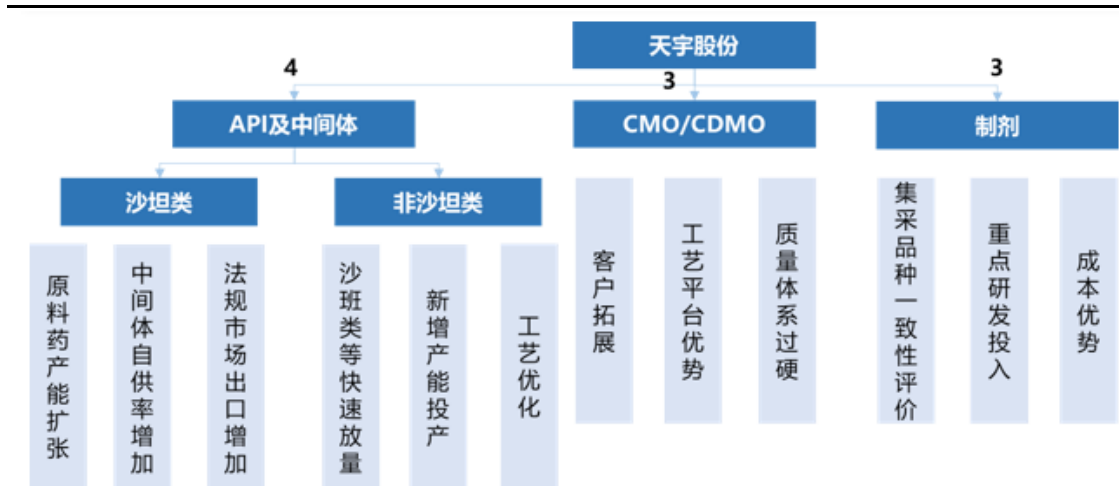 天宇股份
4
3
3
API及中间体
CMO/CDMO
制剂
沙坦类
非沙坦类
原料药产能扩张
中间体自供率增加
法规市场出口增加
沙班类等快速放量
新增产能投产
工艺优化
客户拓展
工艺平台优势
质量体系过硬
集采品种一致性评价
重点研发投入
成本优势